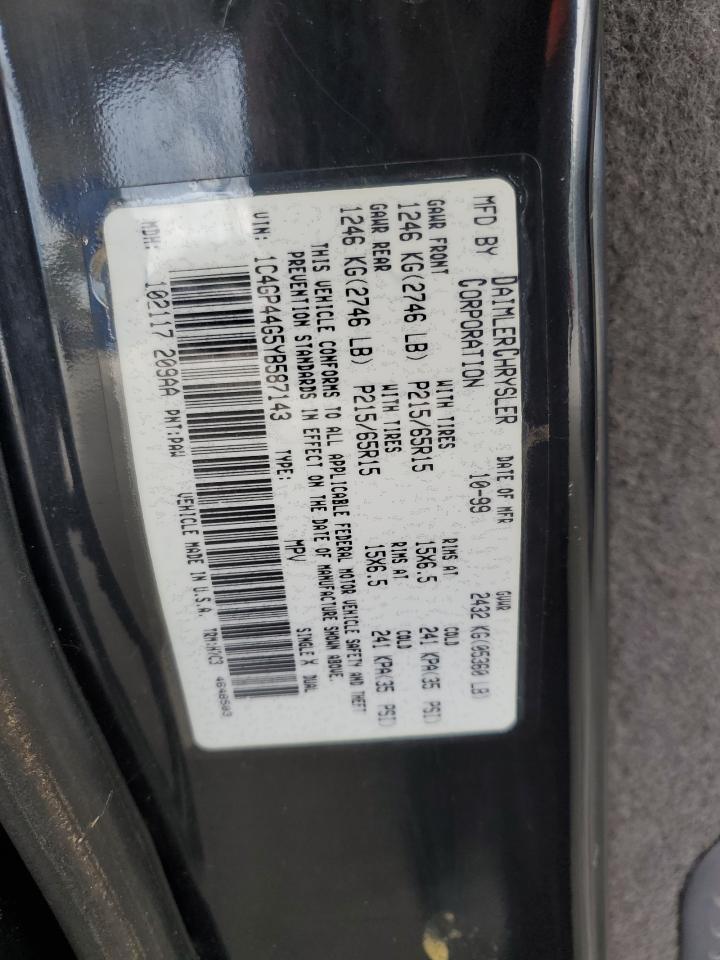 MFD BY DAIMLERCHRYSLER CORPORATION DATE OF MFR 10-99 GVWR 2432 KG(05360 LB)
GAWR FRONT WITH TIRES RIMS AT COLD
1246 KG(2746 LB) P215/65R15 15X6.5 241 KPA(35 PSI)
GAWR REAR WITH TIRES RIMS AT COLD
1246 KG(2746 LB) P215/65R15 15X6.5 241 KPA(35 PSI)
THIS VEHICLE CONFORMS TO ALL APPLICABLE FEDERAL MOTOR VEHICLE SAFETY AND THEFT
PREVENTION STANDARDS IN EFFECT ON THE DATE OF MANUFACTURE SHOWN ABOVE.
VIN: 1C4GP44G5YB587143 TYPE: MPV SINGLE X DUAL
MDH: 102117 209AA PNT:PAW VEHICLE MADE IN U.S.A. TRM:H7C3 4648503